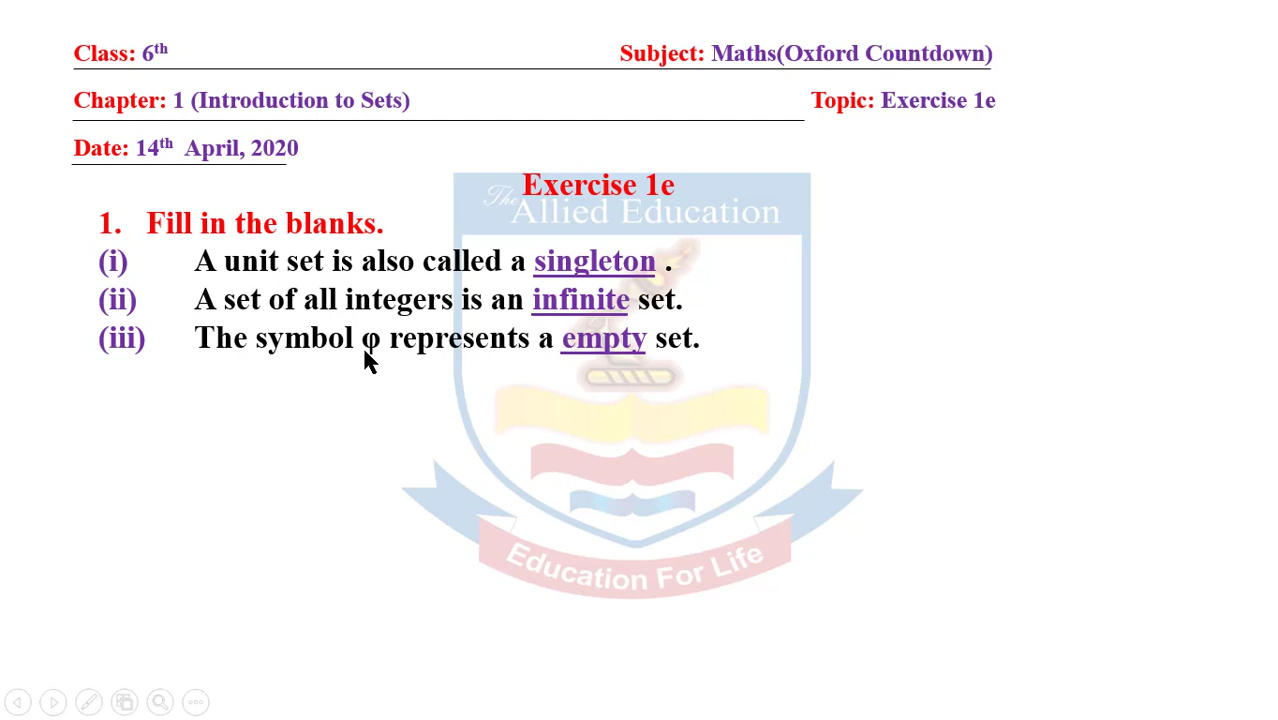 Class: 6th Subject: Maths(Oxford Countdown)
Chapter: 1 (Introduction to Sets) Topic: Exercise 1e
Date: 14th April, 2020
Exercise 1e
The Allied Education
1. Fill in the blanks.
(i) A unit set is also called a singleton .
(ii) A set of all integers is an infinite set.
(iii) The symbol φ represents a empty set.
Education For Life